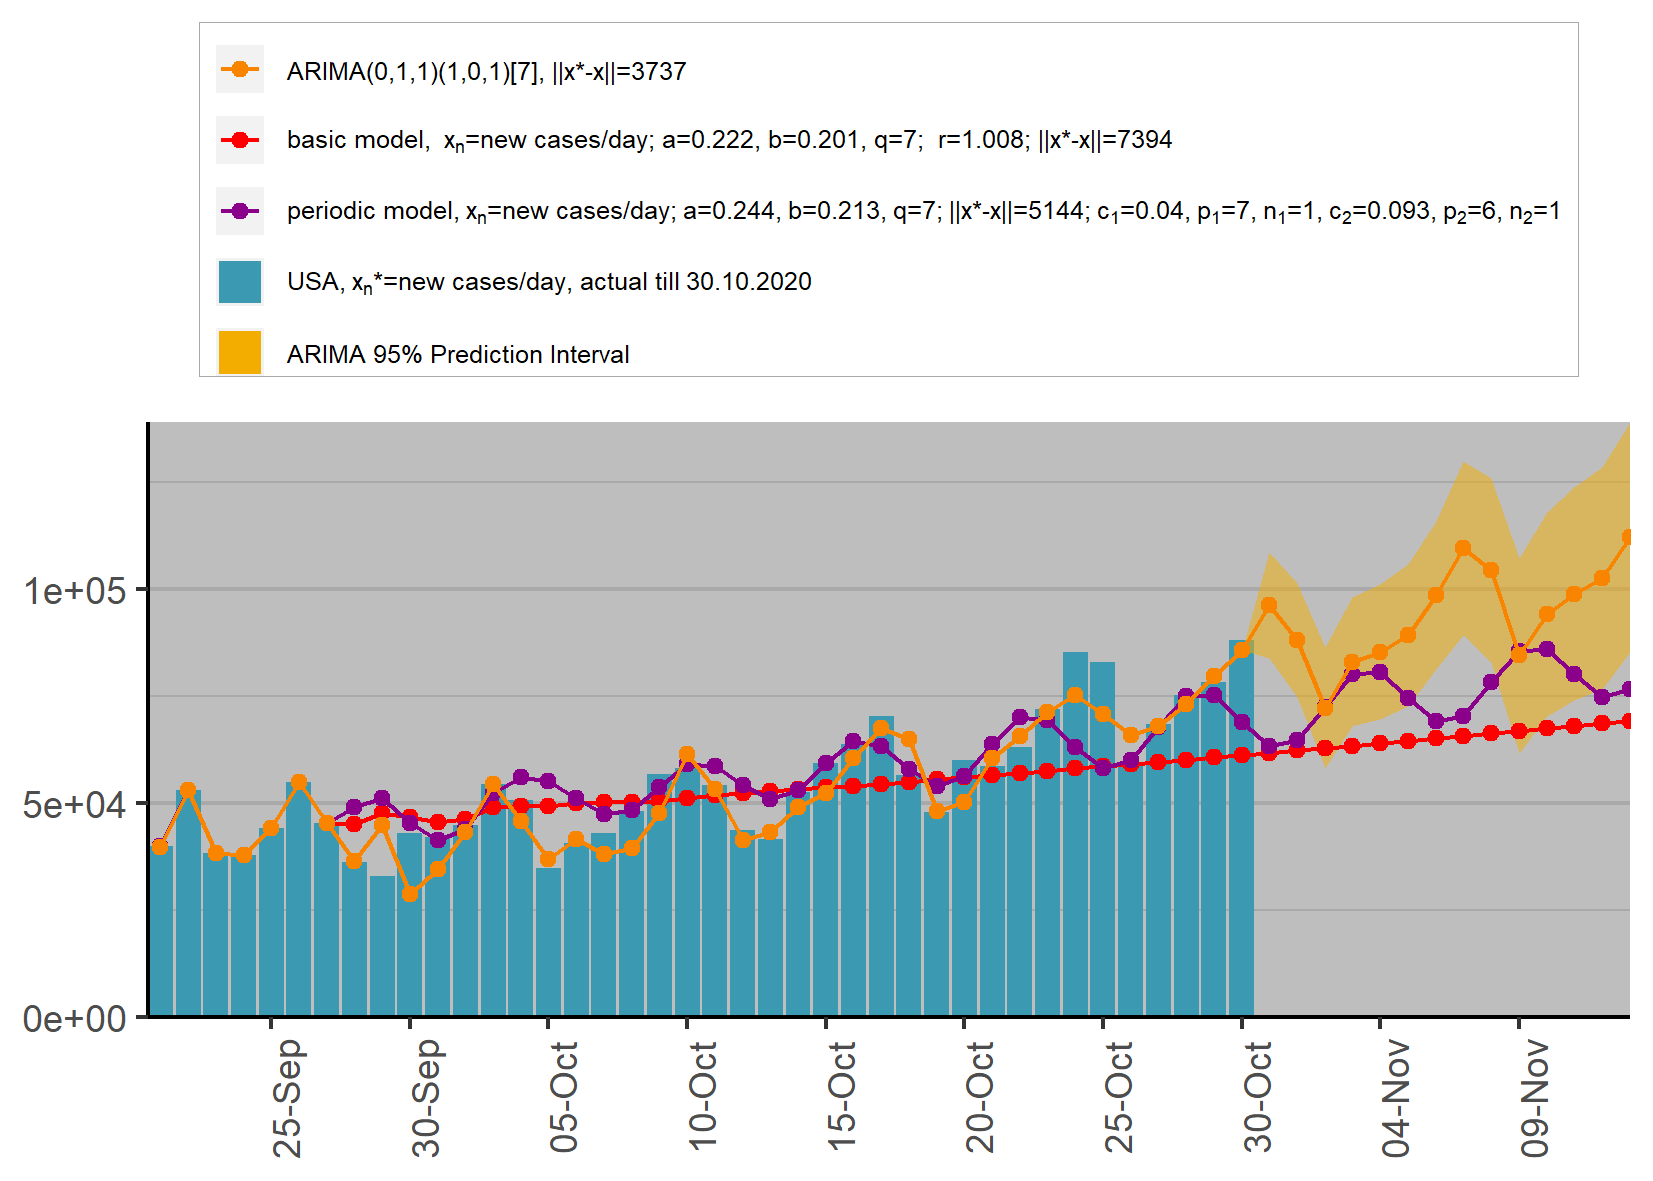 ARIMA(0,1,1)(1,0,1)[7], ||x*-x||=3737
basic model,  xₙ=new cases/day; a=0.222, b=0.201, q=7;  r=1.008; ||x*-x||=7394
periodic model, xₙ=new cases/day; a=0.244, b=0.213, q=7; ||x*-x||=5144; c₁=0.04, p₁=7, n₁=1, c₂=0.093, p₂=6, n₂=1
USA, xₙ*=new cases/day, actual till 30.10.2020
ARIMA 95% Prediction Interval
1e+05
5e+04
0e+00
25-Sep
30-Sep
05-Oct
10-Oct
15-Oct
20-Oct
25-Oct
30-Oct
04-Nov
09-Nov